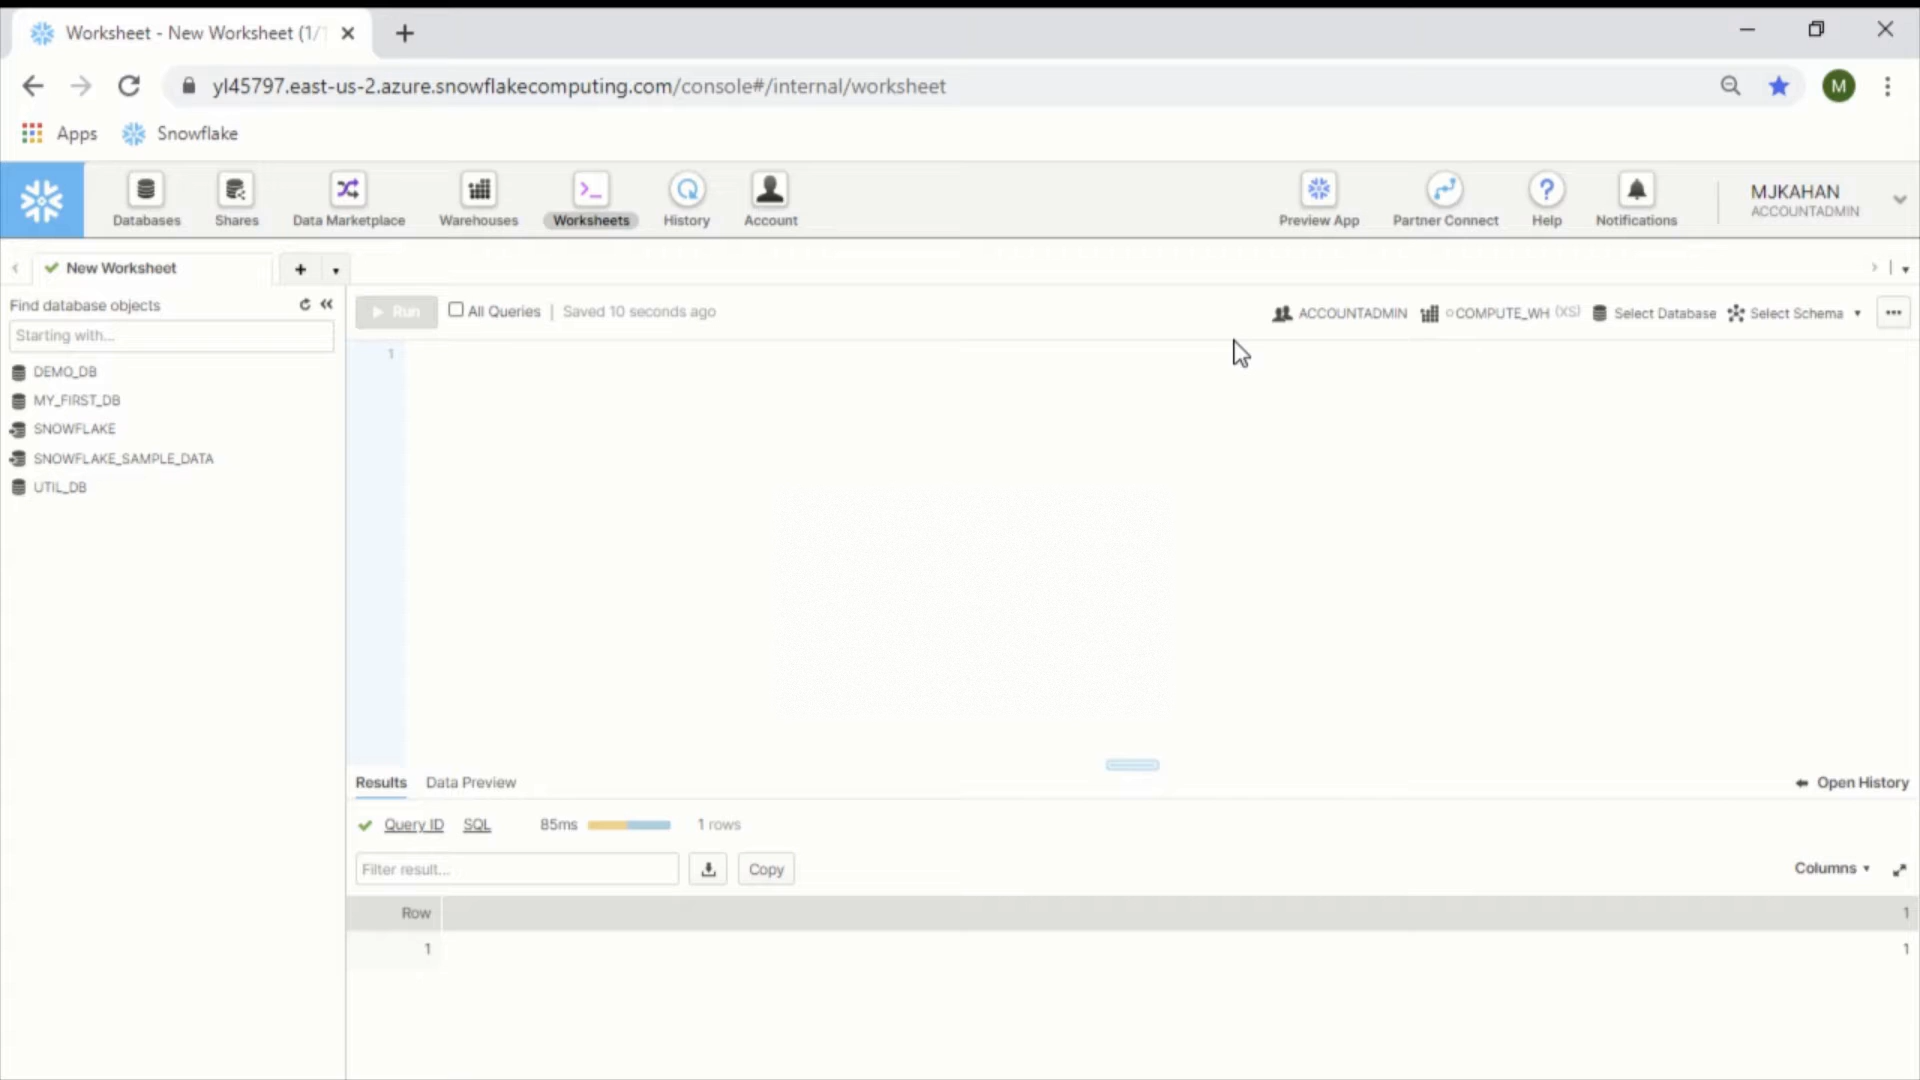 Worksheet - New Worksheet (1/
yl45797.east-us-2.azure.snowflakecomputing.com/console#/internal/worksheet
M
Apps
Snowflake
Databases
Shares
Data Marketplace
Warehouses
Worksheets
History
Account
Preview App
Partner Connect
Help
Notifications
MJKAHAN
ACCOUNTADMIN
New Worksheet
Find database objects
Starting with...
DEMO_DB
MY_FIRST_DB
SNOWFLAKE
SNOWFLAKE_SAMPLE_DATA
UTIL_DB
Run
All Queries
Saved 10 seconds ago
ACCOUNTADMIN
COMPUTE_WH (XS)
Select Database
Select Schema
1
Results
Data Preview
Open History
Query ID
SQL
85ms
1 rows
Filter result...
Copy
Columns
Row
1
1
1